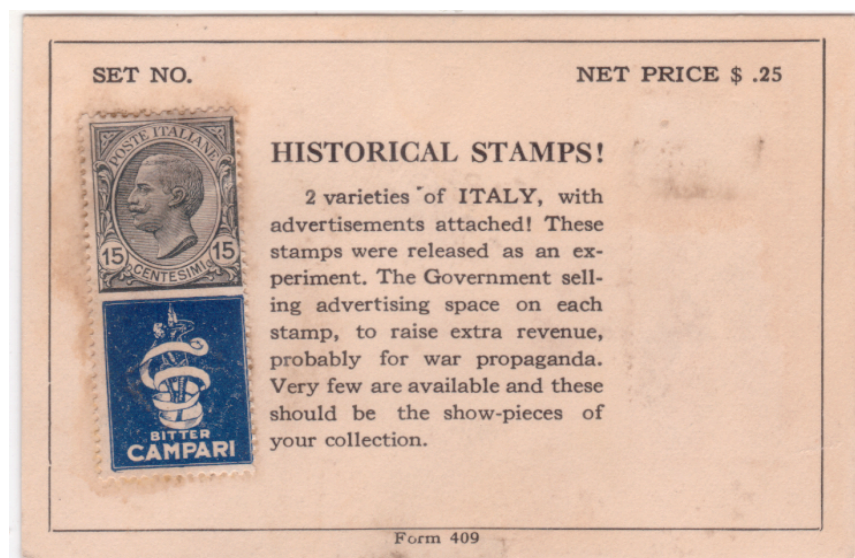 SET NO.
NET PRICE $ .25
POSTE ITALIANE
15 15
CENTESIMI
BITTER
CAMPARI
HISTORICAL STAMPS!
2 varieties of ITALY, with
advertisements attached! These
stamps were released as an ex-
periment. The Government sell-
ing advertising space on each
stamp, to raise extra revenue,
probably for war propaganda.
Very few are available and these
should be the show-pieces of
your collection.
Form 409